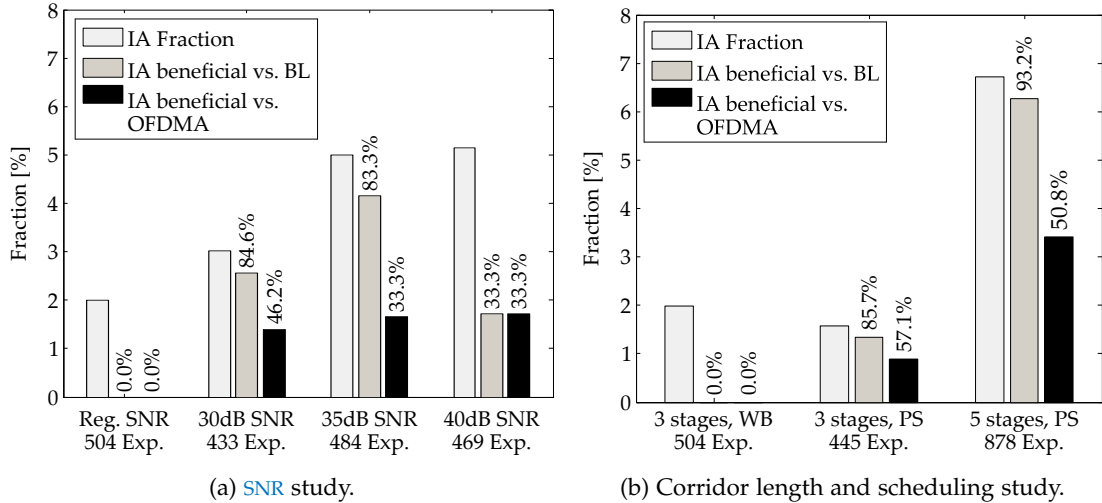 8
7
6
5
4
3
2
1
0
Fraction [%]
IA Fraction
IA beneficial vs. BL
IA beneficial vs.
OFDMA
0.0%
0.0%
84.6%
46.2%
83.3%
33.3%
33.3%
33.3%
Reg. SNR
504 Exp.
30dB SNR
433 Exp.
35dB SNR
484 Exp.
40dB SNR
469 Exp.
(a) SNR study.
8
7
6
5
4
3
2
1
0
Fraction [%]
IA Fraction
IA beneficial vs. BL
IA beneficial vs.
OFDMA
0.0%
0.0%
85.7%
57.1%
93.2%
50.8%
3 stages, WB
504 Exp.
3 stages, PS
445 Exp.
5 stages, PS
878 Exp.
(b) Corridor length and scheduling study.